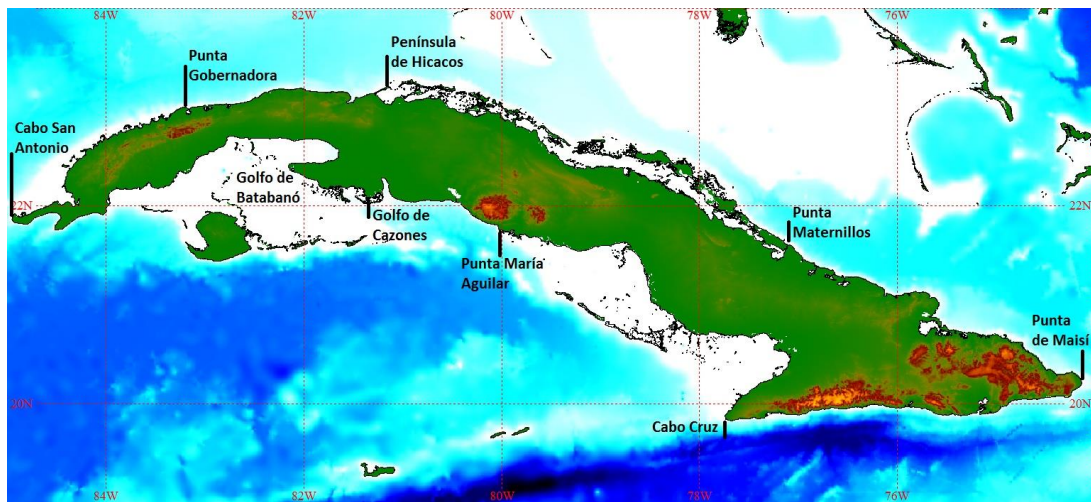 84W
82W
80W
78W
76W
Península
de Hicacos
Punta
Gobernadora
Cabo San
Antonio
Golfo de
Batabanó
22N
22N
Golfo de
Cazones
Punta
Maternillos
Punta María
Aguilar
Punta
de Maisí
20N
20N
Cabo Cruz
84W
82W
80W
78W
76W